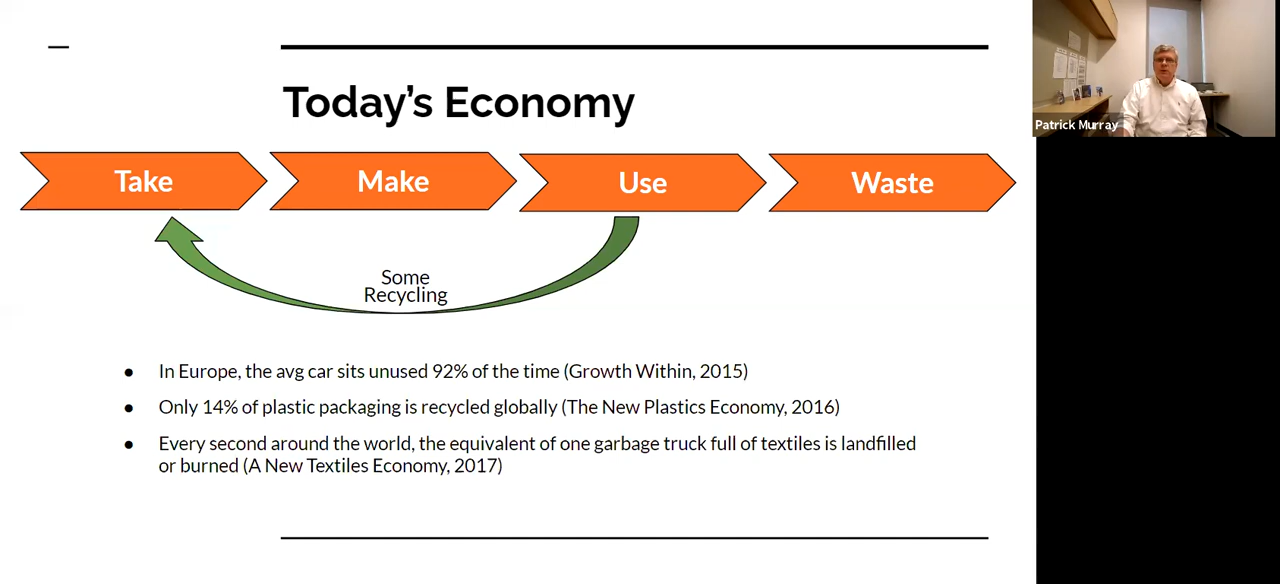 Today's Economy
Take
Make
Use
Waste
Some
Recycling
● In Europe, the avg car sits unused 92% of the time (Growth Within, 2015)
● Only 14% of plastic packaging is recycled globally (The New Plastics Economy, 2016)
● Every second around the world, the equivalent of one garbage truck full of textiles is landfilled
or burned (A New Textiles Economy, 2017)
Patrick Murray